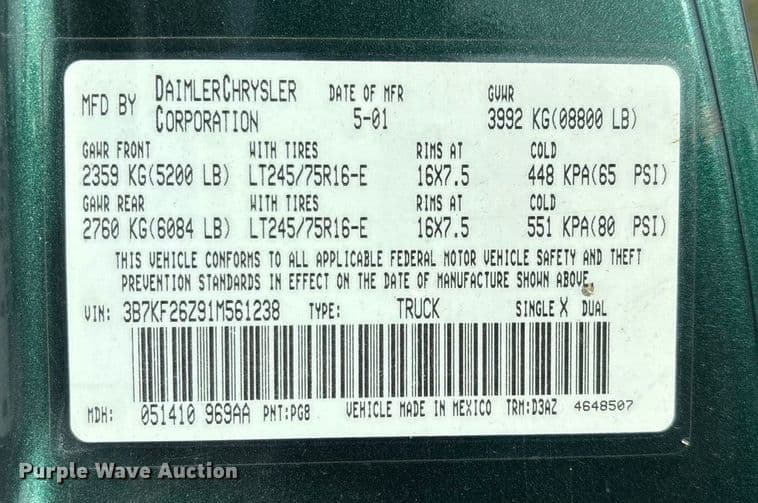 MFD BY DAIMLERCHRYSLER CORPORATION DATE OF MFR 5-01 GVWR 3992 KG(08800 LB)
GAWR FRONT WITH TIRES RIMS AT COLD
2359 KG(5200 LB) LT245/75R16-E 16X7.5 448 KPA(65 PSI)
GAWR REAR WITH TIRES RIMS AT COLD
2760 KG(6084 LB) LT245/75R16-E 16X7.5 551 KPA(80 PSI)
THIS VEHICLE CONFORMS TO ALL APPLICABLE FEDERAL MOTOR VEHICLE SAFETY AND THEFT
PREVENTION STANDARDS IN EFFECT ON THE DATE OF MANUFACTURE SHOWN ABOVE.
VIN: 3B7KF26Z91M561238 TYPE: TRUCK SINGLE X DUAL
MDH: 051410 969AA PNT:PG8 VEHICLE MADE IN MEXICO TRM:D3AZ 4648507
Purple Wave Auction